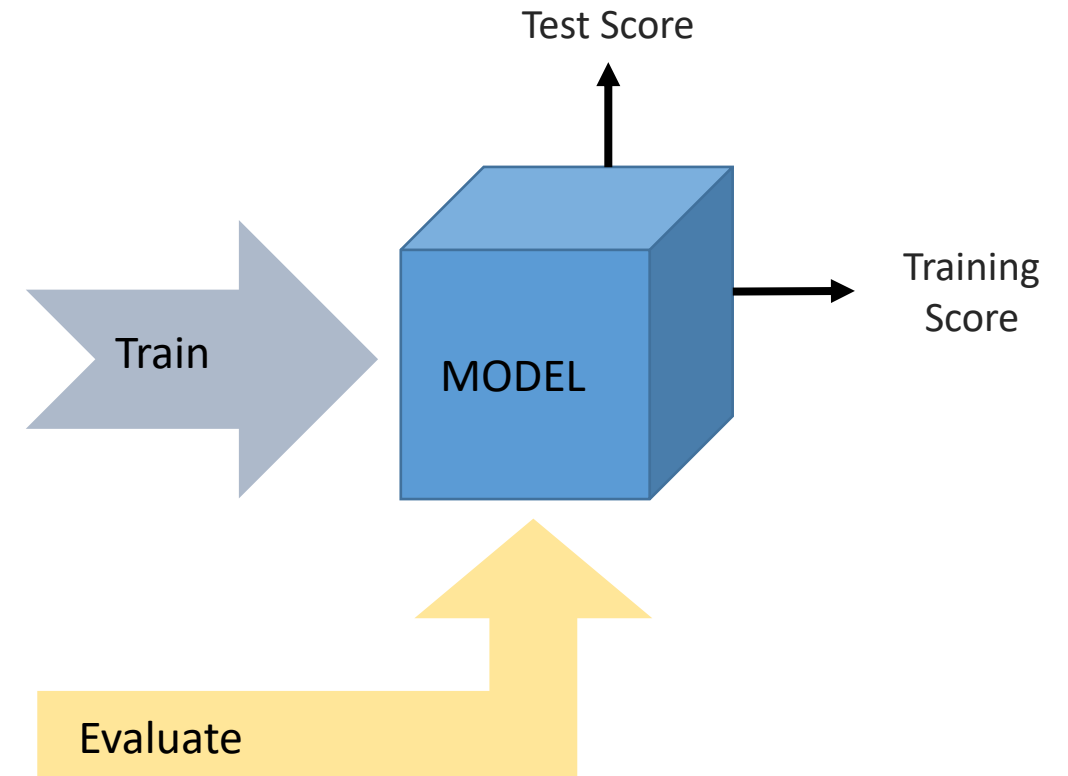 Test Score
Training
Score
Train
MODEL
Evaluate